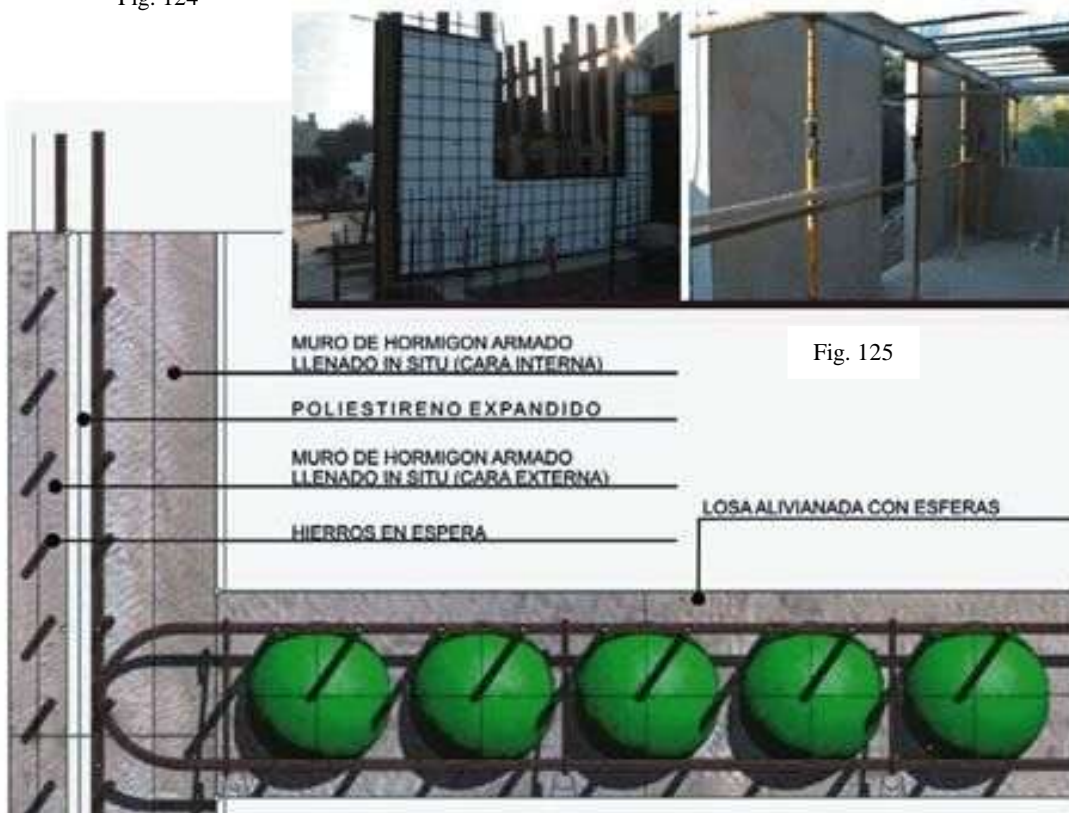 Fig. 124
Fig. 125
MURO DE HORMIGON ARMADO
LLENADO IN SITU (CARA INTERNA)
POLIESTIRENO EXPANDIDO
MURO DE HORMIGON ARMADO
LLENADO IN SITU (CARA EXTERNA)
HIERROS EN ESPERA
LOSA ALIVIANADA CON ESFERAS